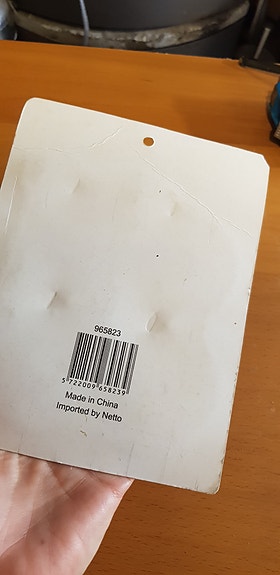 965823
5 722009 658239
Made in China
Imported by Netto